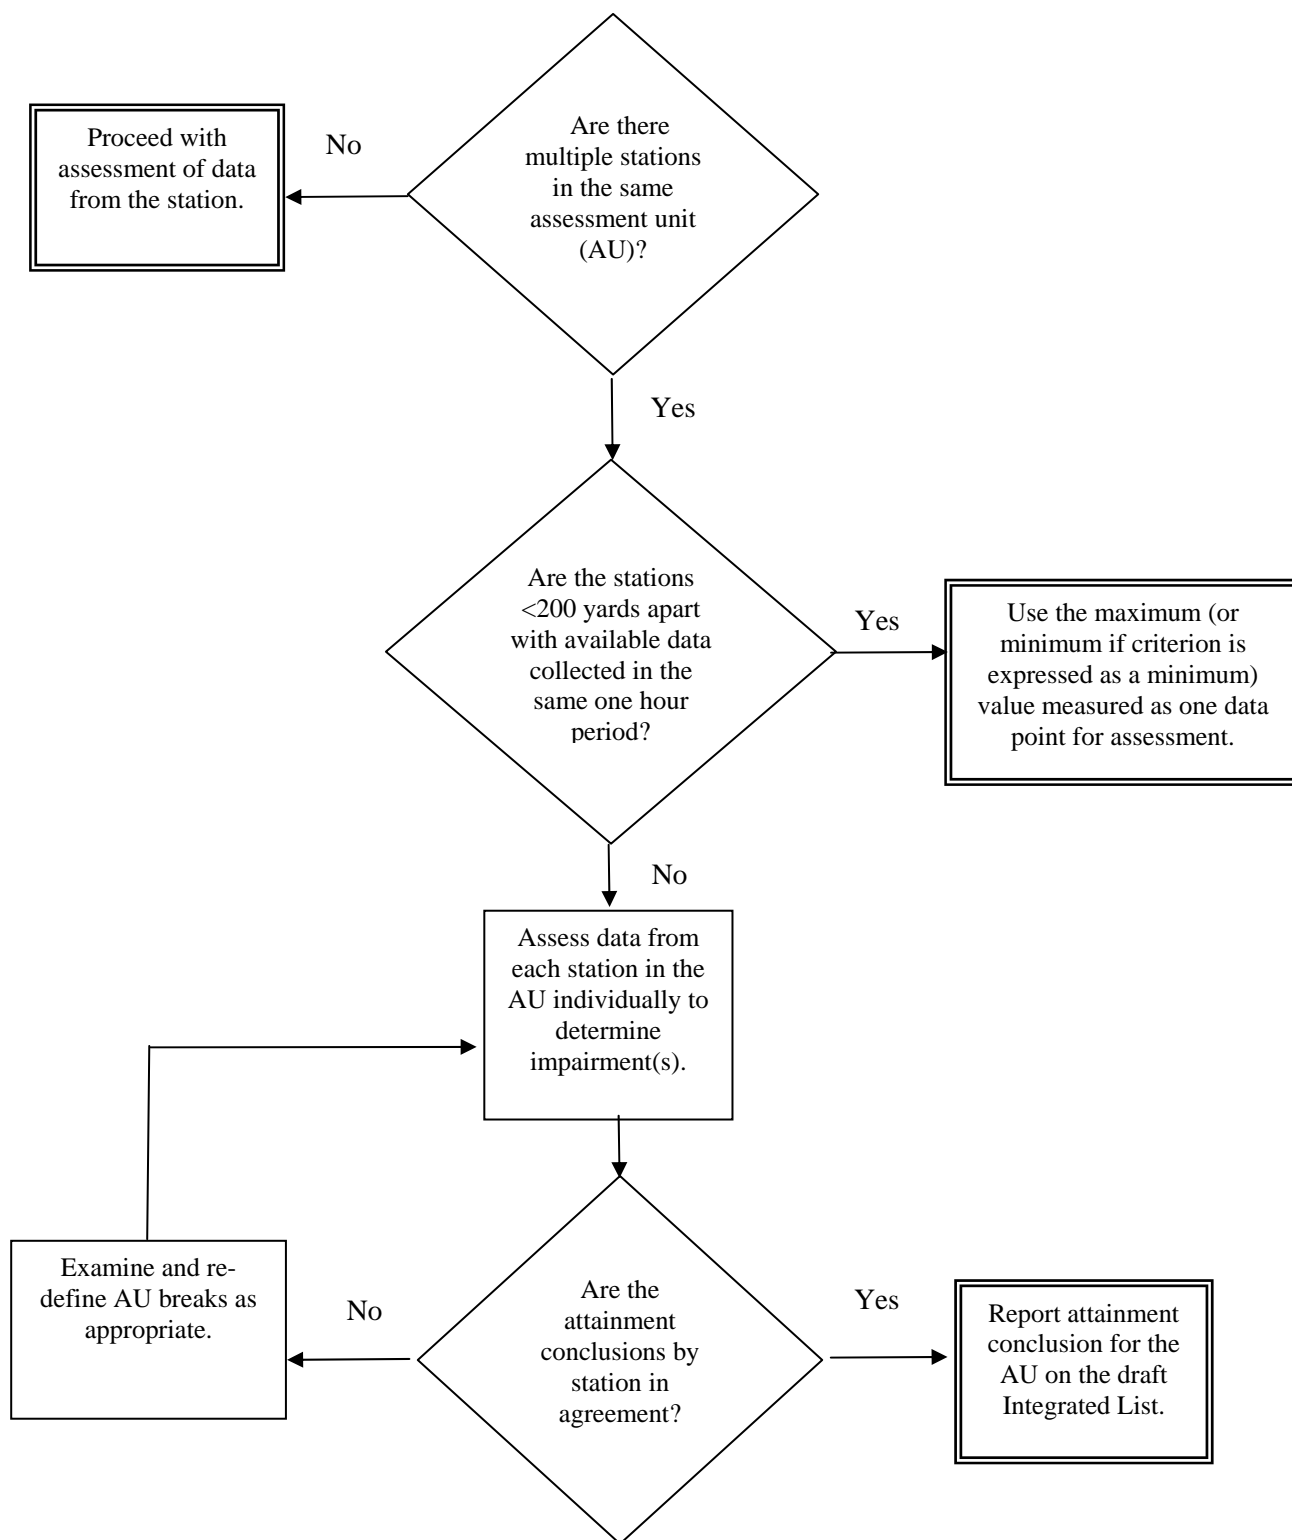 Are there
multiple stations
in the same
assessment unit
(AU)?
No
Proceed with
assessment of data
from the station.
Yes
Are the stations
<200 yards apart
with available data
collected in the
same one hour
period?
Yes
Use the maximum (or
minimum if criterion is
expressed as a minimum)
value measured as one data
point for assessment.
No
Assess data from
each station in the
AU individually to
determine
impairment(s).
Are the
attainment
conclusions by
station in
agreement?
No
Examine and re-
define AU breaks as
appropriate.
Yes
Report attainment
conclusion for the
AU on the draft
Integrated List.